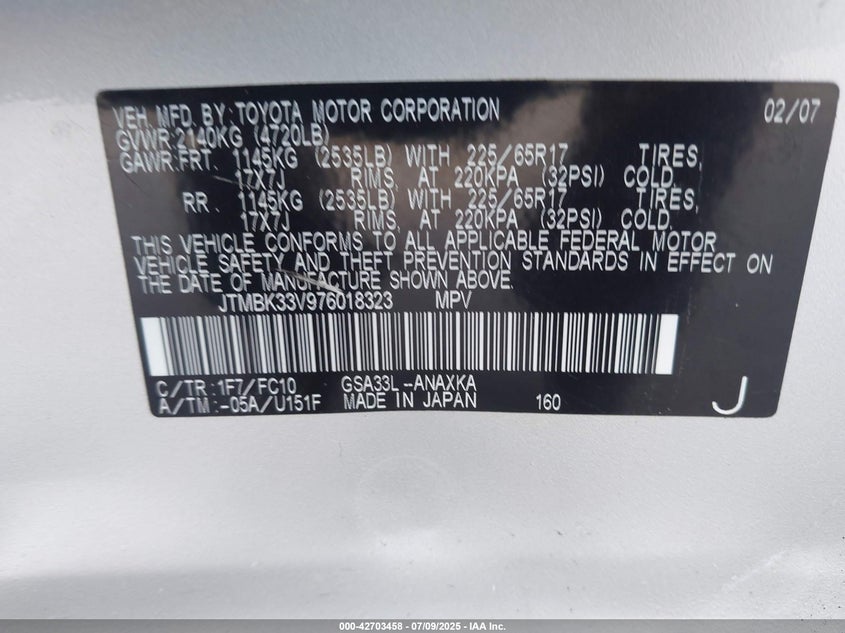 VEH. MFD. BY: TOYOTA MOTOR CORPORATION 02/07
GVWR: 2140KG (4720LB)
GAWR: FRT. 1145KG (2535LB) WITH 225/65R17 TIRES,
17X7J RIMS, AT 220KPA (32PSI) COLD.
RR. 1145KG (2535LB) WITH 225/65R17 TIRES,
17X7J RIMS, AT 220KPA (32PSI) COLD.
THIS VEHICLE CONFORMS TO ALL APPLICABLE FEDERAL MOTOR
VEHICLE SAFETY AND THEFT PREVENTION STANDARDS IN EFFECT ON
THE DATE OF MANUFACTURE SHOWN ABOVE.
JTMBK33V976018323 MPV
C/TR: 1F7/FC10 GSA33L-ANAXKA
A/TM: -05A/U151F MADE IN JAPAN 160 J
000-42703458 - 07/09/2025 - IAA Inc.